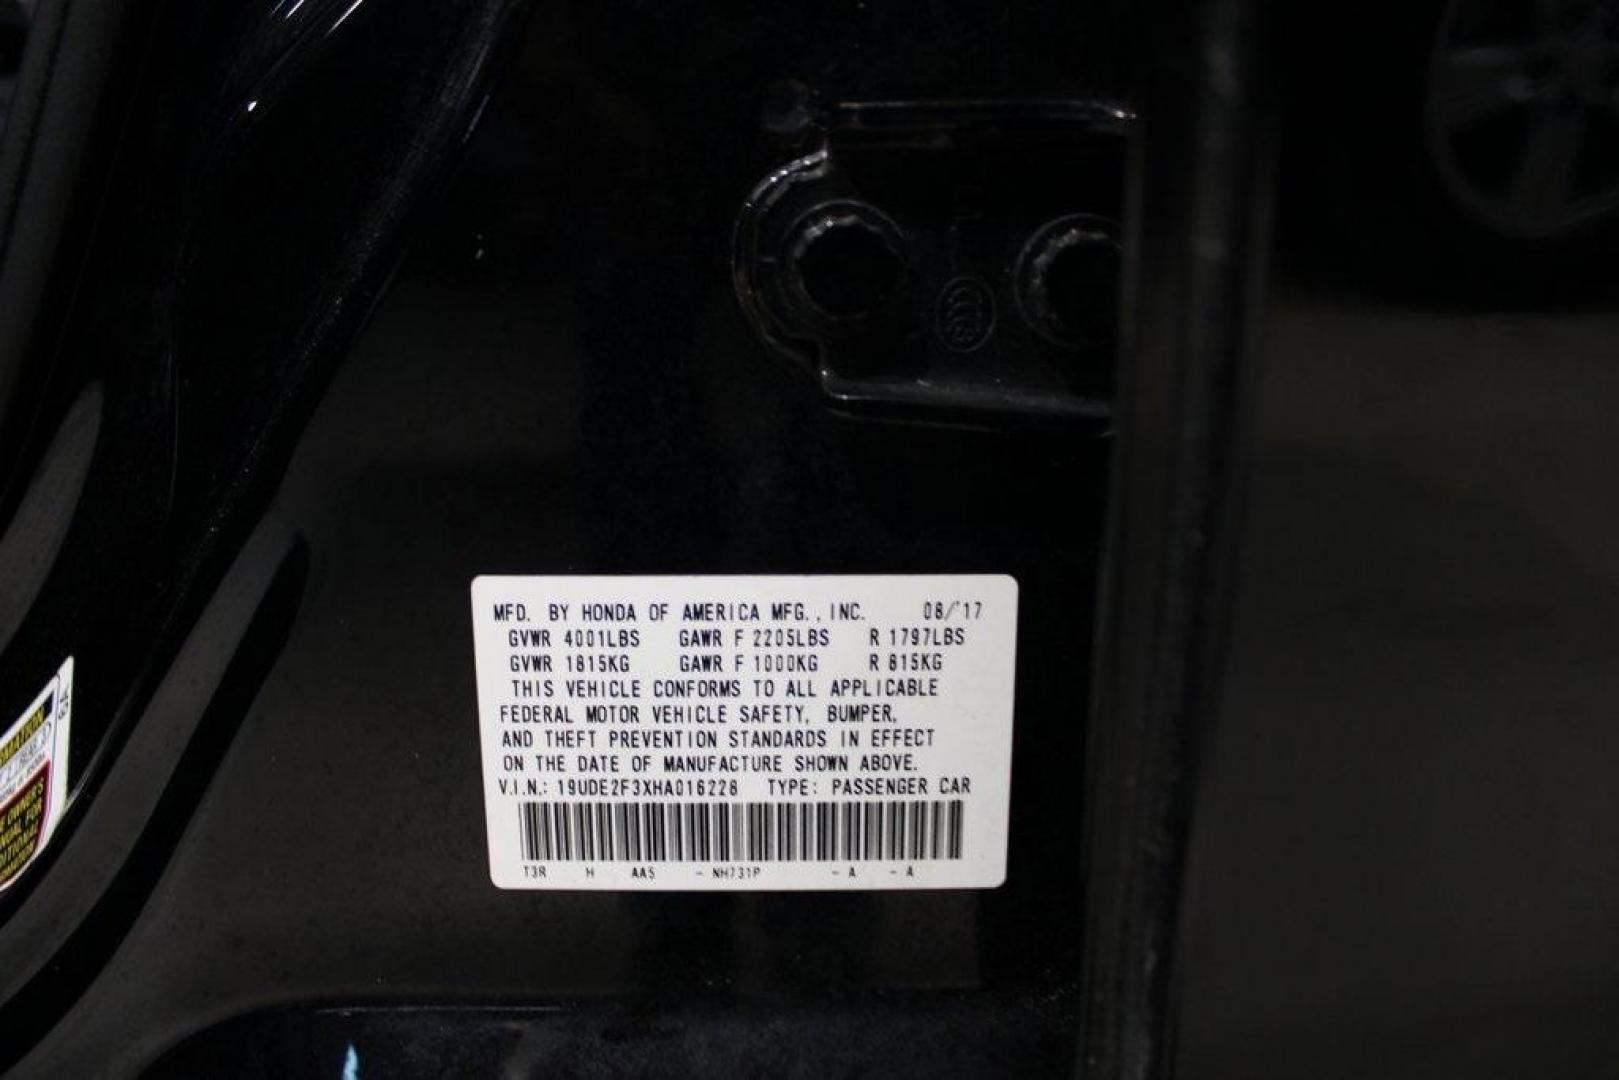 MFD. BY HONDA OF AMERICA MFG., INC. 08/17
GVWR 4001LBS GAWR F 2205LBS R 1797LBS
GVWR 1815KG GAWR F 1000KG R 815KG
THIS VEHICLE CONFORMS TO ALL APPLICABLE
FEDERAL MOTOR VEHICLE SAFETY, BUMPER,
AND THEFT PREVENTION STANDARDS IN EFFECT
ON THE DATE OF MANUFACTURE SHOWN ABOVE.
V.I.N.: 19UDE2F3XHA016228 TYPE: PASSENGER CAR
T3R H AA5 - NH731P - A - A